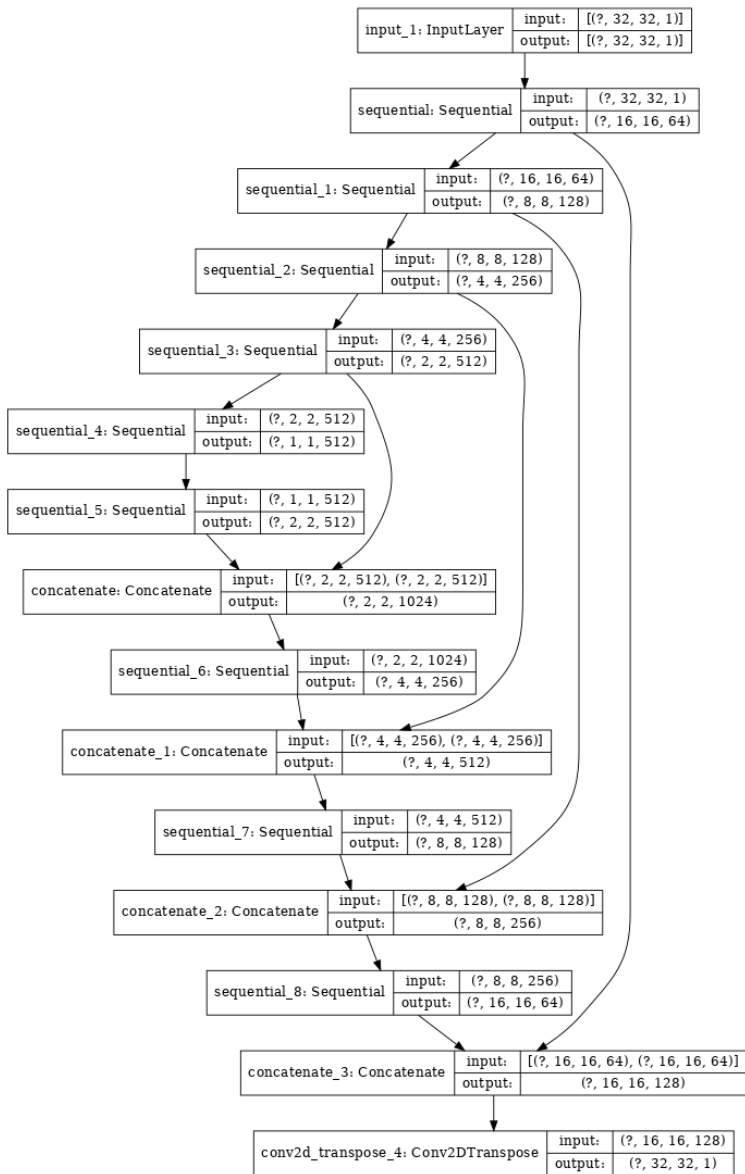 input_1: InputLayer input: [(?, 32, 32, 1)]
output: [(?, 32, 32, 1)]
sequential: Sequential input: (?, 32, 32, 1)
output: (?, 16, 16, 64)
sequential_1: Sequential input: (?, 16, 16, 64)
output: (?, 8, 8, 128)
sequential_2: Sequential input: (?, 8, 8, 128)
output: (?, 4, 4, 256)
sequential_3: Sequential input: (?, 4, 4, 256)
output: (?, 2, 2, 512)
sequential_4: Sequential input: (?, 2, 2, 512)
output: (?, 1, 1, 512)
sequential_5: Sequential input: (?, 1, 1, 512)
output: (?, 2, 2, 512)
concatenate: Concatenate input: [(?, 2, 2, 512), (?, 2, 2, 512)]
output: (?, 2, 2, 1024)
sequential_6: Sequential input: (?, 2, 2, 1024)
output: (?, 4, 4, 256)
concatenate_1: Concatenate input: [(?, 4, 4, 256), (?, 4, 4, 256)]
output: (?, 4, 4, 512)
sequential_7: Sequential input: (?, 4, 4, 512)
output: (?, 8, 8, 128)
concatenate_2: Concatenate input: [(?, 8, 8, 128), (?, 8, 8, 128)]
output: (?, 8, 8, 256)
sequential_8: Sequential input: (?, 8, 8, 256)
output: (?, 16, 16, 64)
concatenate_3: Concatenate input: [(?, 16, 16, 64), (?, 16, 16, 64)]
output: (?, 16, 16, 128)
conv2d_transpose_4: Conv2DTranspose input: (?, 16, 16, 128)
output: (?, 32, 32, 1)